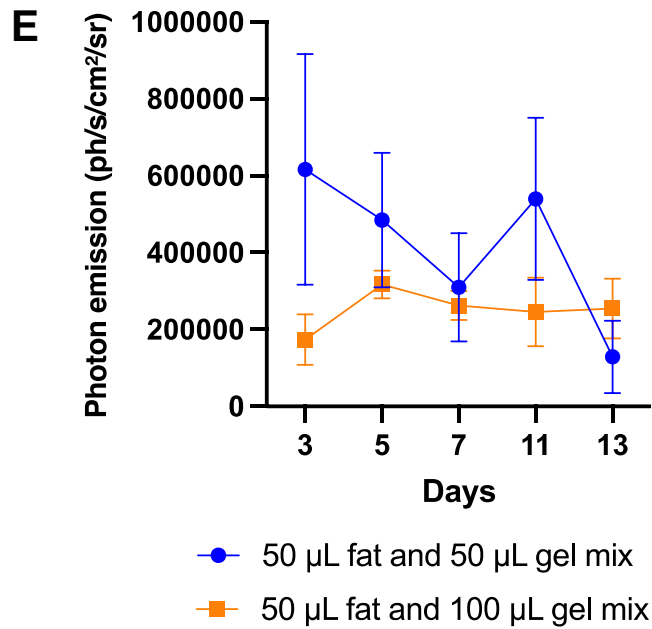 E
Photon emission (ph/s/cm²/sr)
1000000
800000
600000
400000
200000
0
3 5 7 11 13
Days
50 µL fat and 50 µL gel mix
50 µL fat and 100 µL gel mix